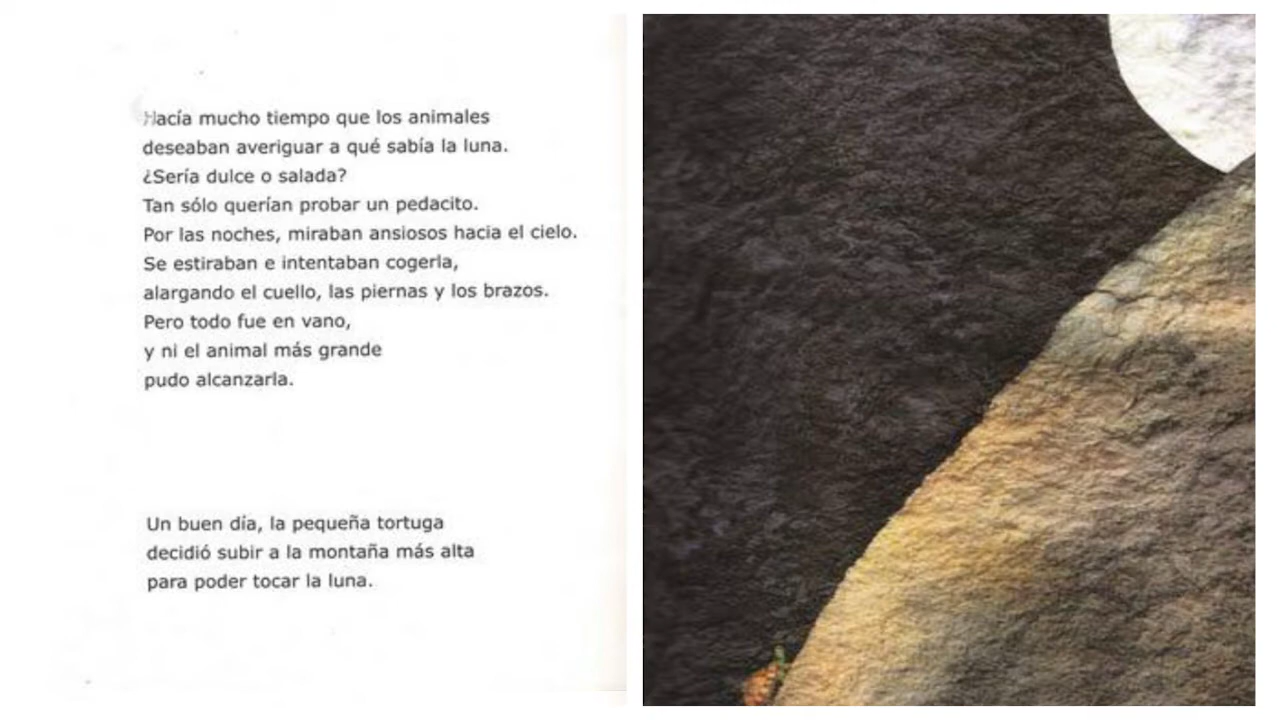 Hacía mucho tiempo que los animales
deseaban averiguar a qué sabía la luna.
¿Sería dulce o salada?
Tan sólo querían probar un pedacito.
Por las noches, miraban ansiosos hacia el cielo.
Se estiraban e intentaban cogerla,
alargando el cuello, las piernas y los brazos.
Pero todo fue en vano,
y ni el animal más grande
pudo alcanzarla.
Un buen día, la pequeña tortuga
decidió subir a la montaña más alta
para poder tocar la luna.